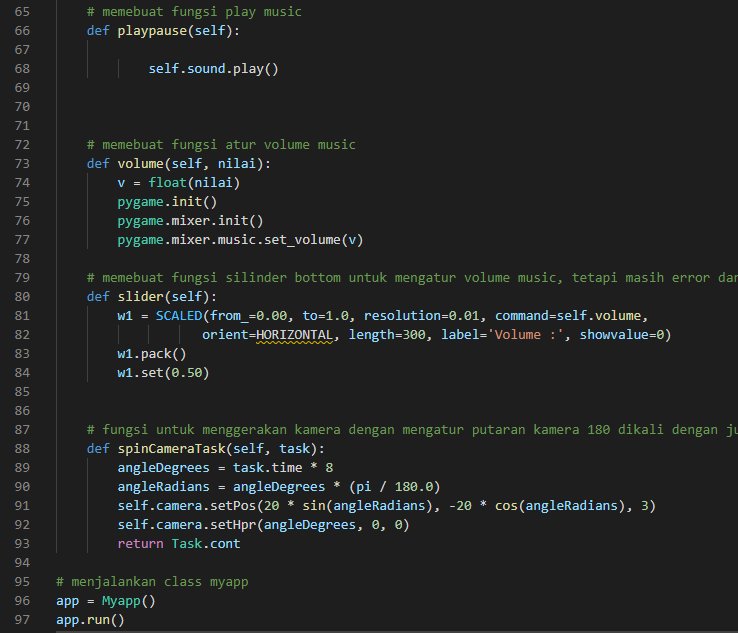 65 # memebuat fungsi play music
66 def playpause(self):
67
68 self.sound.play()
69
70
71
72 # memebuat fungsi atur volume music
73 def volume(self, nilai):
74 v = float(nilai)
75 pygame.init()
76 pygame.mixer.init()
77 pygame.mixer.music.set_volume(v)
78
79 # memebuat fungsi silinder bottom untuk mengatur volume music, tetapi masih error dan
80 def slider(self):
81 w1 = SCALED(from_=0.00, to=1.0, resolution=0.01, command=self.volume,
82 orient=HORIZONTAL, length=300, label='Volume :', showvalue=0)
83 w1.pack()
84 w1.set(0.50)
85
86
87 # fungsi untuk menggerakan kamera dengan mengatur putaran kamera 180 dikali dengan ju
88 def spinCameraTask(self, task):
89 angleDegrees = task.time * 8
90 angleRadians = angleDegrees * (pi / 180.0)
91 self.camera.setPos(20 * sin(angleRadians), -20 * cos(angleRadians), 3)
92 self.camera.setHpr(angleDegrees, 0, 0)
93 return Task.cont
94
95 # menjalankan class myapp
96 app = Myapp()
97 app.run()